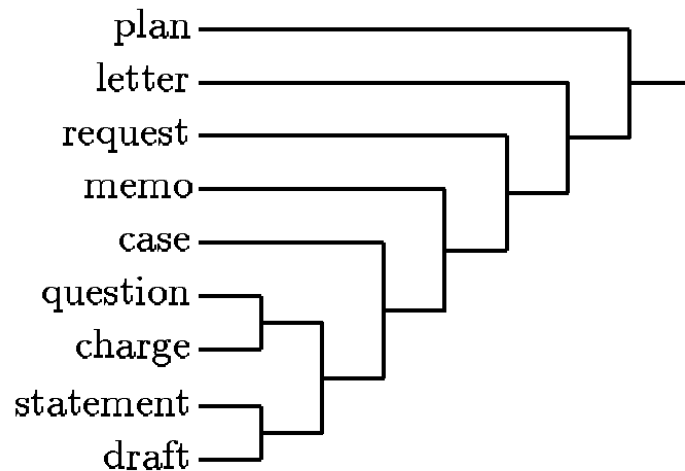 plan
letter
request
memo
case
question
charge
statement
draft